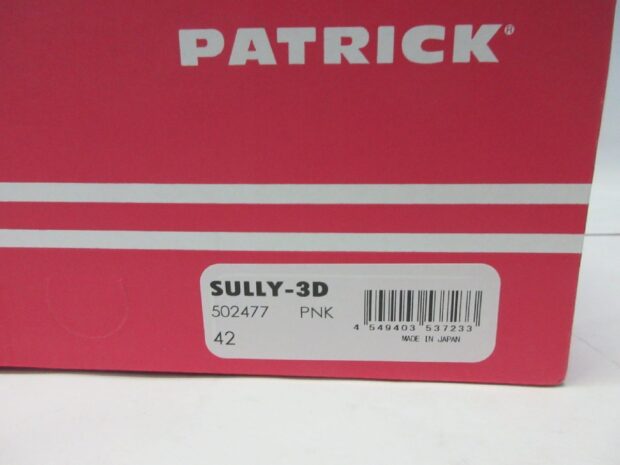 PATRICK®
SULLY-3D
502477 PNK
4 549403 537233
42
MADE IN JAPAN